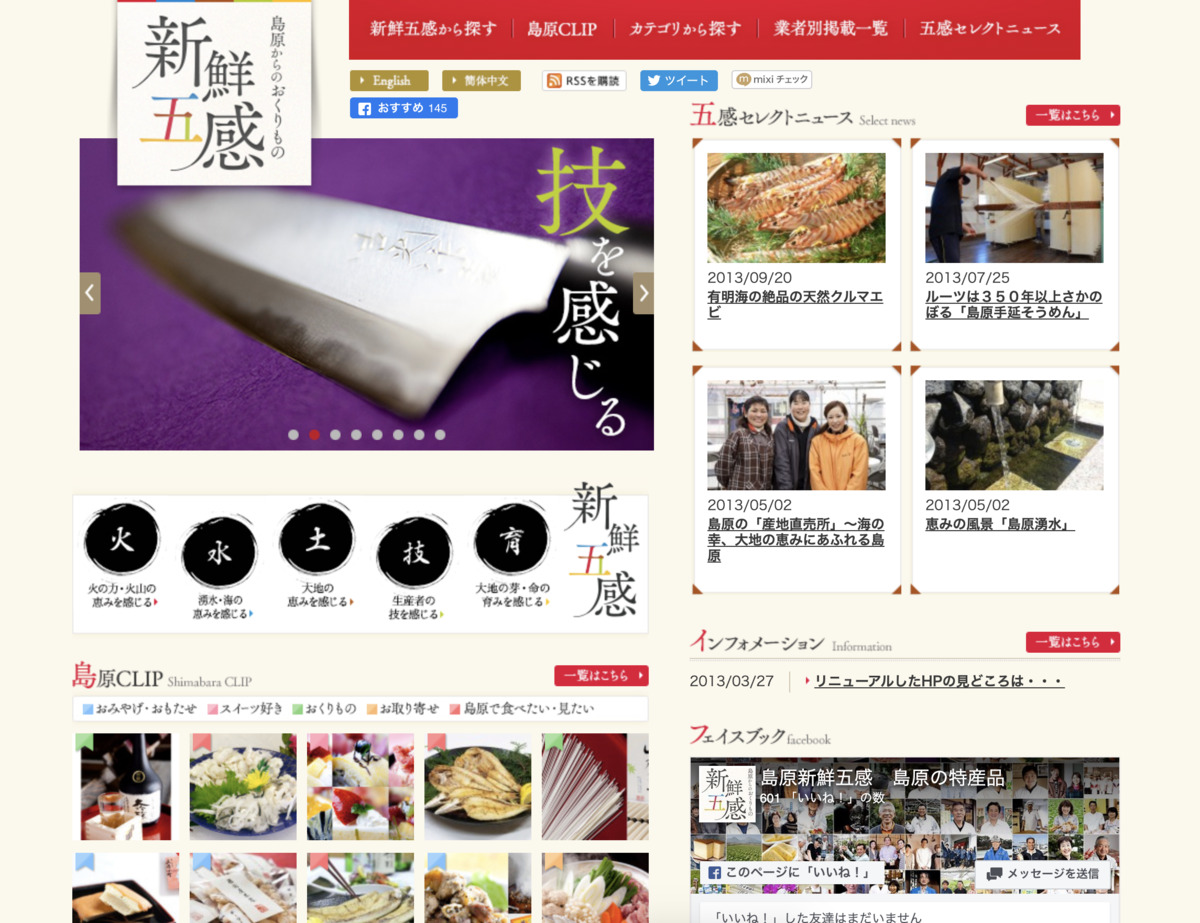 島原からのおくりもの
新鮮五感
新鮮五感から探す
島原CLIP
カテゴリから探す
業者別掲載一覧
五感セレクトニュース
English
简体中文
RSSを購読
ツイート
mixi チェック
おすすめ 145
技を感じる
五感セレクトニュース Select news
一覧はこちら
2013/09/20
有明海の絶品の天然クルマエ
ビ
2013/07/25
ルーツは３５０年以上さかの
ぼる「島原手延そうめん」
2013/05/02
島原の「産地直売所」〜海の
幸、大地の恵みにあふれる島
原
2013/05/02
恵みの風景「島原湧水」
火
火の力・火山の
恵みを感じる
水
湧水・海の
恵みを感じる
土
大地の
恵みを感じる
技
生産者の
技を感じる
育
大地の芽・命の
育みを感じる
新鮮五感
島原CLIP Shimabara CLIP
一覧はこちら
おみやげ・おもたせ
スイーツ好き
おくりもの
お取り寄せ
島原で食べたい・見たい
インフォメーション Information
一覧はこちら
2013/03/27
リニューアルしたHPの見どころは・・・
フェイスブック facebook
新鮮五感
島原新鮮五感　島原の特産品
601 「いいね！」の数
このページに「いいね！」
メッセージを送信
「いいね！」した友達はまだいません